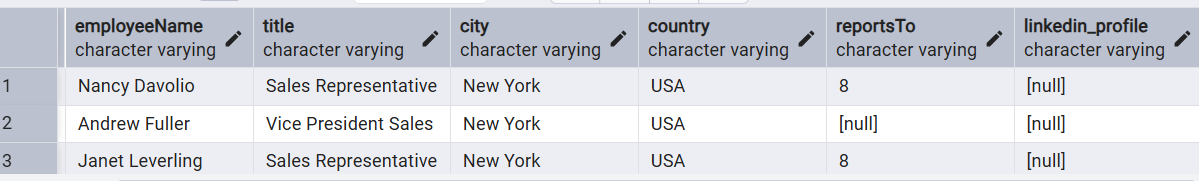 employeeName title city country reportsTo linkedin_profile
character varying character varying character varying character varying character varying character varying
1 Nancy Davolio Sales Representative New York USA 8 [null]
2 Andrew Fuller Vice President Sales New York USA [null] [null]
3 Janet Leverling Sales Representative New York USA 8 [null]